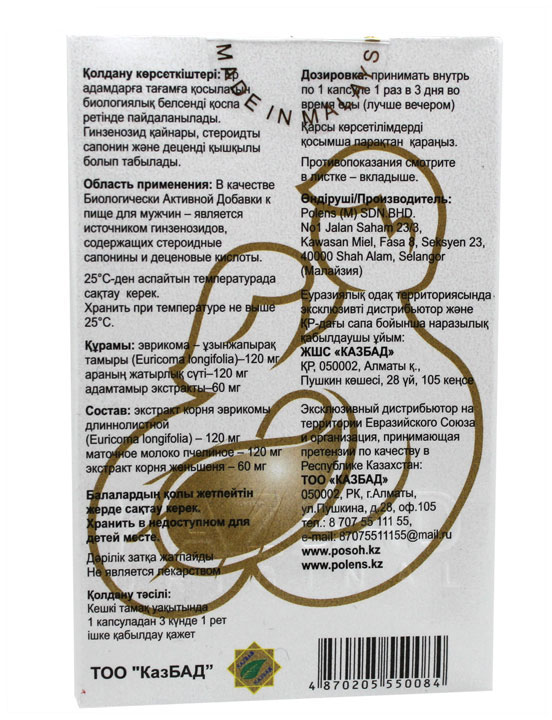 MADE IN MALAYS
Қолдану көрсеткіштері: Ер
адамдарға тағамға қосылатын
биологиялық белсенді қоспа
ретінде пайдаланылады.
Гинзенозид қайнары, стероидты
сапонин және деценді қышқылы
болып табылады.
Область применения: В качестве
Биологически Активной Добавки к
пище для мужчин – является
источником гинзенозидов,
содержащих стероидные
сапонины и деценовые кислоты.
25°С-ден аспайтын температурада
сақтау керек.
Хранить при температуре не выше
25°С.
Құрамы: эврикома – ұзынжапырақ
тамыры (Euricoma longifolia)–120 мг
араның жатырлық сүті–120 мг
адамтамыр экстракты–60 мг
Состав: экстракт корня эврикомы
длиннолистной
(Euricoma longifolia) – 120 мг
маточное молоко пчелиное – 120 мг
экстракт корня женьшеня – 60 мг
Балалардың қолы жетпейтін
жерде сақтау керек.
Хранить в недоступном для
детей месте.
Дәрілік затқа жатпайды
Не является лекарством
Қолдану тәсілі:
Кешкі тамақ уақытында
1 капсуладан 3 күнде 1 рет
ішке қабылдау қажет
ТОО "КазБАД"
Дозировка: принимать внутрь
по 1 капсуле 1 раз в 3 дня во
время еды (лучше вечером)
Қарсы көрсетілімдерді
қосымша парақтан қараңыз.
Противопоказания смотрите
в листке – вкладыше.
Өндіруші/Производитель:
Polens (M) SDN BHD.
No1 Jalan Saham 23/3,
Kawasan Miel, Fasa 8, Seksyen 23,
40000 Shah Alam, Selangor
(Малайзия)
Еуразиялық одақ территориясында
эксклюзивті дистрибьютор және
ҚР-дағы сапа бойынша наразылық
қабылдаушы ұйым:
ЖШС «КАЗБАД»
ҚР, 050002, Алматы қ.,
Пушкин көшесі, 28 үй, 105 кеңсе
Эксклюзивный дистрибьютор на
территории Евразийского Союза
и организация, принимающая
претензии по качеству в
Республике Казахстан:
ТОО «КАЗБАД»
050002, РК, г.Алматы,
ул.Пушкина, д.28, оф.105
тел.: 8 707 55 111 55,
e-mail: 87075511155@mail.ru
www.posoh.kz
www.polens.kz
4 870205 550084